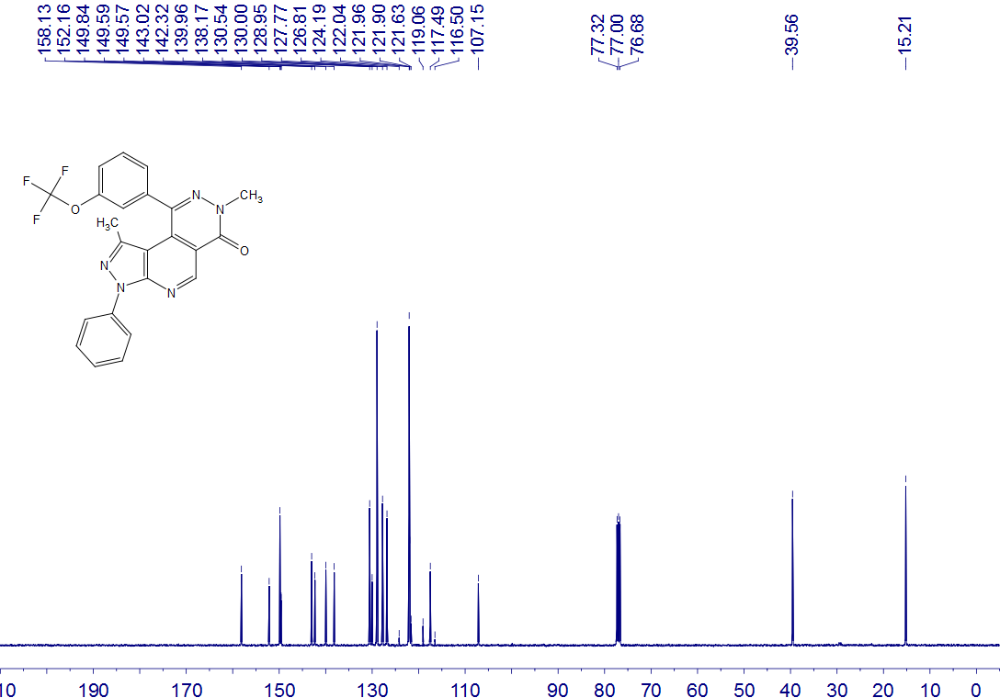 158.13
152.16
149.84
149.59
149.57
143.02
142.32
139.96
138.17
130.54
130.00
128.95
127.77
126.81
124.19
122.04
121.96
121.90
121.63
119.06
117.49
116.50
107.15
77.32
77.00
76.68
39.56
15.21
F
F
F
O
N
N
CH3
H3C
O
N
N
N
10 190 170 150 130 110 90 80 70 60 50 40 30 20 10 0